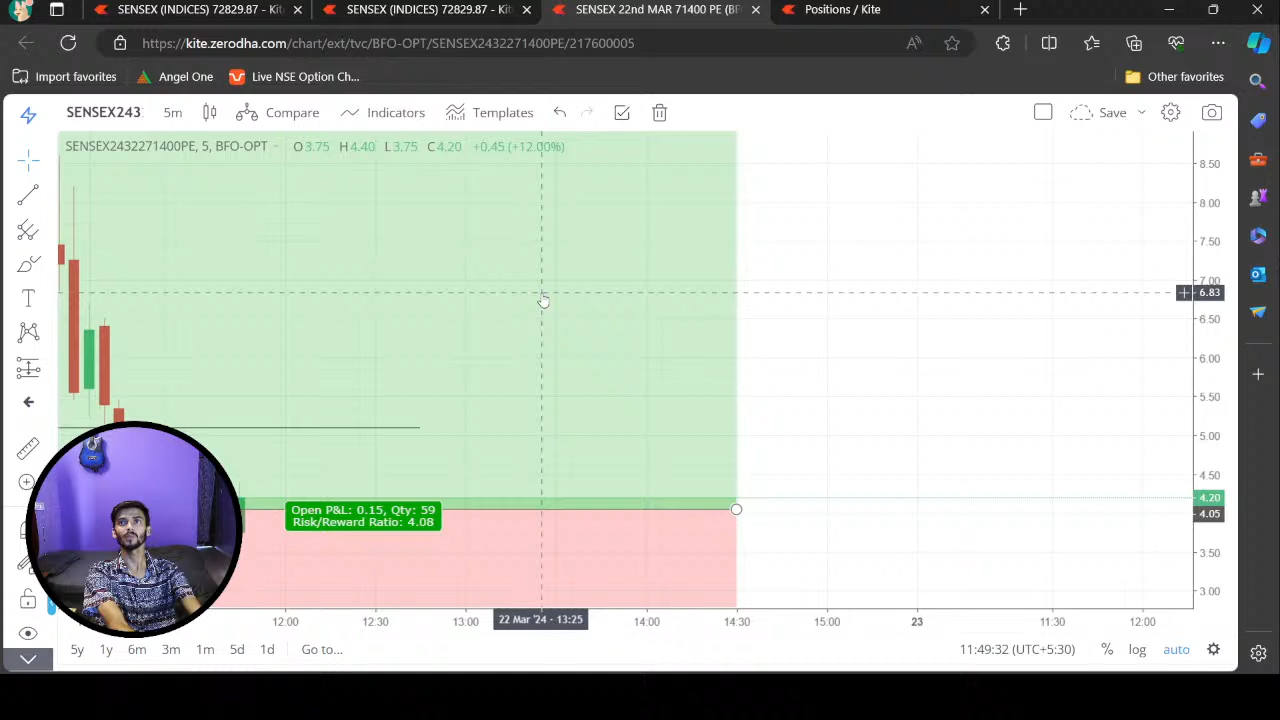 SENSEX (INDICES) 72829.87 - Kit
SENSEX (INDICES) 72829.87 - Kit
SENSEX 22nd MAR 71400 PE (BF
Positions / Kite
https://kite.zerodha.com/chart/ext/tvc/BFO-OPT/SENSEX2432271400PE/217600005
Import favorites
Angel One
Live NSE Option Ch...
Other favorites
SENSEX243
5m
Compare
Indicators
Templates
Save
SENSEX2432271400PE, 5, BFO-OPT
O3.75 H4.40 L3.75 C4.20 +0.45 (+12.00%)
8.50
8.00
7.50
7.00
6.83
6.50
6.00
5.50
5.00
4.50
4.20
4.05
3.50
3.00
Open P&L: 0.15, Qty: 59
Risk/Reward Ratio: 4.08
12:00
12:30
13:00
22 Mar '24 - 13:25
14:00
14:30
15:00
23
11:30
12:00
5y
1y
6m
3m
1m
5d
1d
Go to...
11:49:32 (UTC+5:30)
%
log
auto